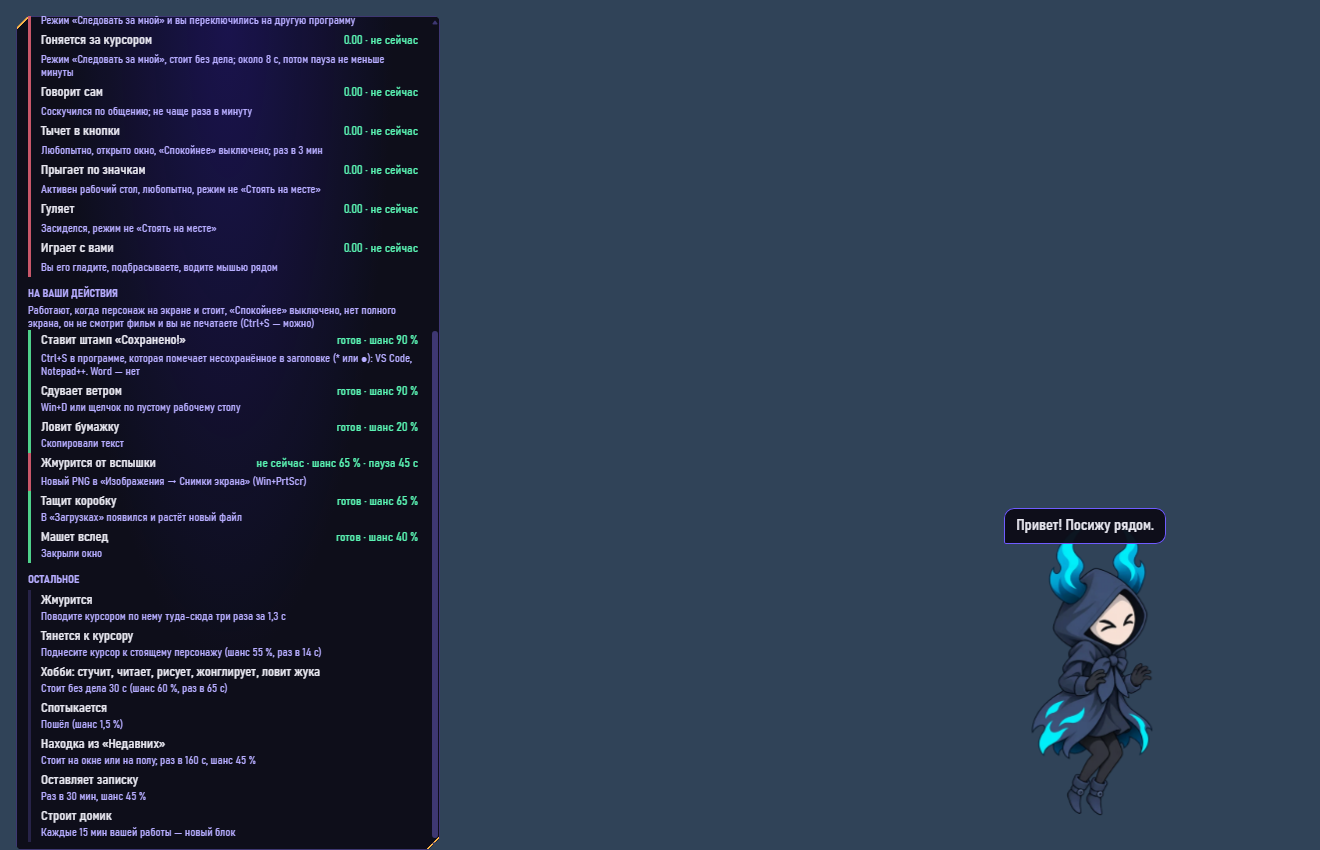 Режим «Следовать за мной» и вы переключились на другую программу
Гоняется за курсором 0.00 · не сейчас
Режим «Следовать за мной», стоит без дела; около 8 с, потом пауза не меньше
минуты
Говорит сам 0.00 · не сейчас
Соскучился по общению; не чаще раза в минуту
Тычет в кнопки 0.00 · не сейчас
Любопытно, открыто окно, «Спокойнее» выключено; раз в 3 мин
Прыгает по значкам 0.00 · не сейчас
Активен рабочий стол, любопытно, режим не «Стоять на месте»
Гуляет 0.00 · не сейчас
Засиделся, режим не «Стоять на месте»
Играет с вами 0.00 · не сейчас
Вы его гладите, подбрасываете, водите мышью рядом
НА ВАШИ ДЕЙСТВИЯ
Работают, когда персонаж на экране и стоит, «Спокойнее» выключено, нет полного
экрана, он не смотрит фильм и вы не печатаете (Ctrl+S — можно)
Ставит штамп «Сохранено!» готов · шанс 90 %
Ctrl+S в программе, которая помечает несохранённое в заголовке (* или ●): VS Code,
Notepad++. Word — нет
Сдувает ветром готов · шанс 90 %
Win+D или щелчок по пустому рабочему столу
Ловит бумажку готов · шанс 20 %
Скопировали текст
Жмурится от вспышки не сейчас · шанс 65 % · пауза 45 с
Новый PNG в «Изображения → Снимки экрана» (Win+PrtScr)
Тащит коробку готов · шанс 65 %
В «Загрузках» появился и растёт новый файл
Машет вслед готов · шанс 40 %
Закрыли окно
ОСТАЛЬНОЕ
Жмурится
Поводите курсором по нему туда-сюда три раза за 1,3 с
Тянется к курсору
Поднесите курсор к стоящему персонажу (шанс 55 %, раз в 14 с)
Хобби: стучит, читает, рисует, жонглирует, ловит жука
Стоит без дела 30 с (шанс 60 %, раз в 65 с)
Спотыкается
Пошёл (шанс 1,5 %)
Находка из «Недавних»
Стоит на окне или на полу; раз в 160 с, шанс 45 %
Оставляет записку
Раз в 30 мин, шанс 45 %
Строит домик
Каждые 15 мин вашей работы — новый блок
Привет! Посижу рядом.